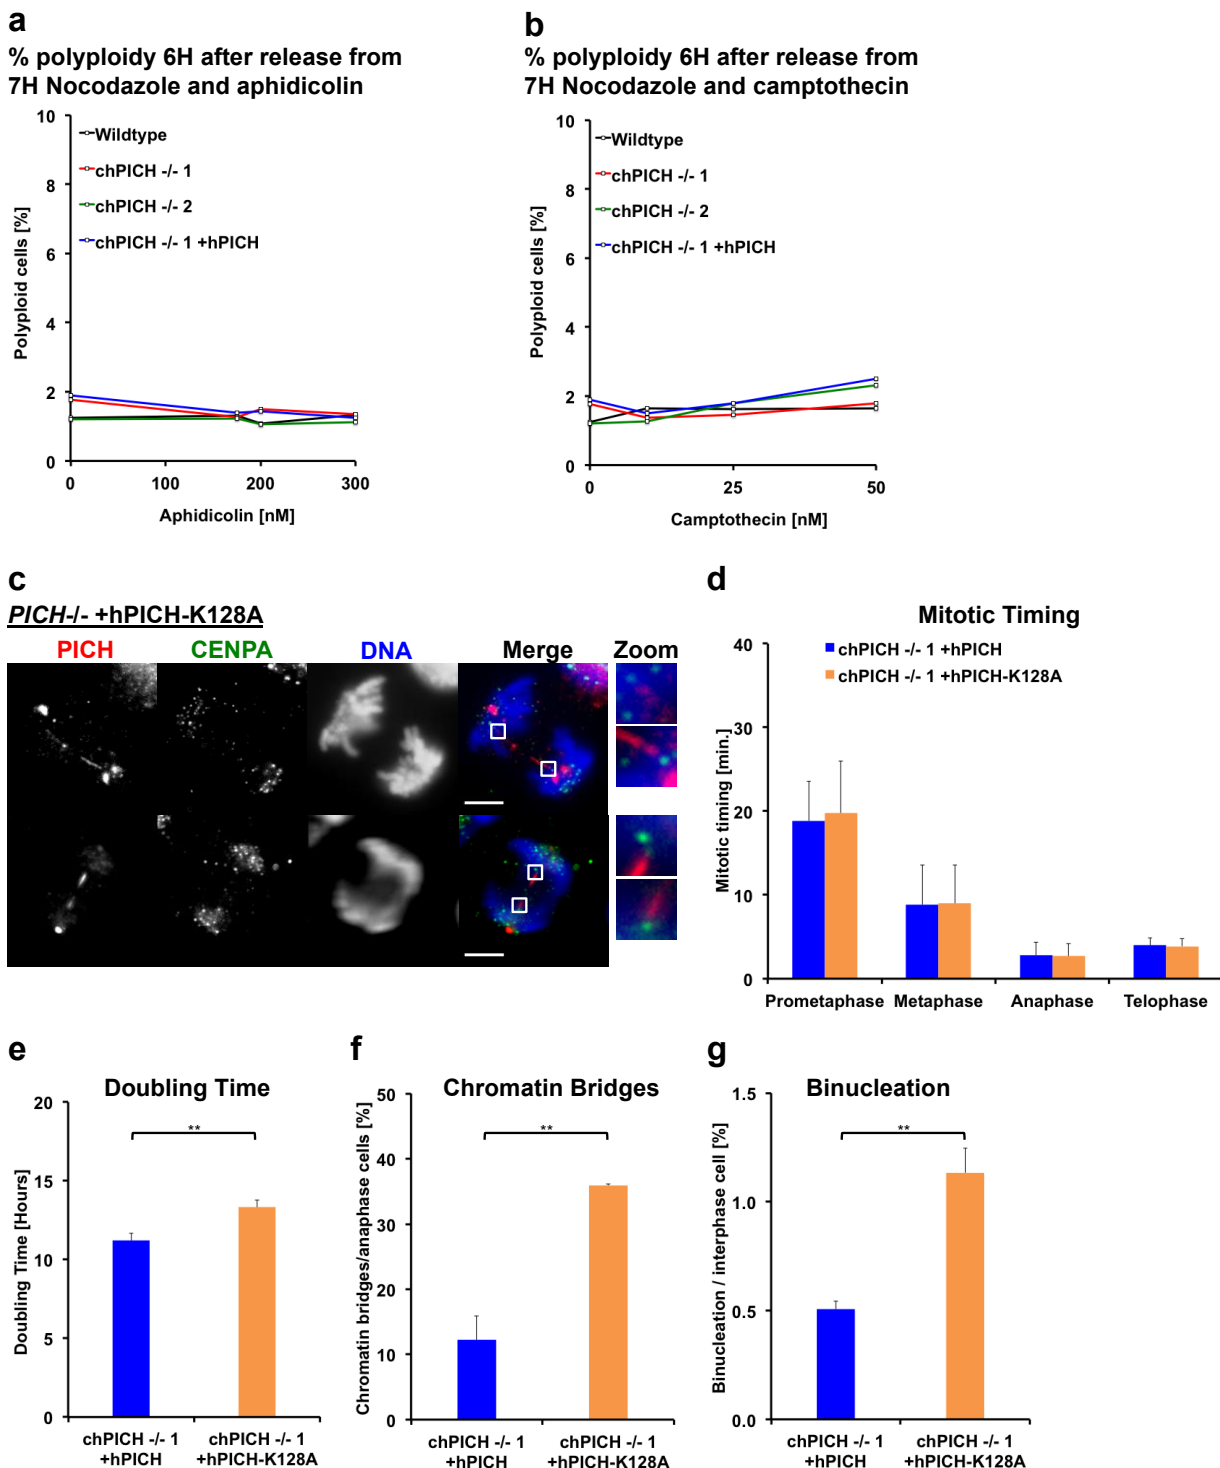 a
% polyploidy 6H after release from
7H Nocodazole and aphidicolin
10
8
6
4
2
0
Polyploid cells [%]
Wildtype
chPICH -/- 1
chPICH -/- 2
chPICH -/- 1 +hPICH
0 100 200 300
Aphidicolin [nM]
b
% polyploidy 6H after release from
7H Nocodazole and camptothecin
10
8
6
4
2
0
Polyploid cells [%]
Wildtype
chPICH -/- 1
chPICH -/- 2
chPICH -/- 1 +hPICH
0 25 50
Camptothecin [nM]
c
PICH-/- +hPICH-K128A
PICH CENPA DNA Merge Zoom
d
Mitotic Timing
chPICH -/- 1 +hPICH
chPICH -/- 1 +hPICH-K128A
40
30
20
10
0
Mitotic timing [min.]
Prometaphase Metaphase Anaphase Telophase
e
Doubling Time
20
15
10
5
0
Doubling Time [Hours]
**
chPICH -/- 1 chPICH -/- 1
+hPICH +hPICH-K128A
f
Chromatin Bridges
50
40
30
20
10
0
Chromatin bridges/anaphase cells [%]
**
chPICH -/- 1 chPICH -/- 1
+hPICH +hPICH-K128A
g
Binucleation
1.5
1.0
0.5
0.0
Binucleation / interphase cell [%]
**
chPICH -/- 1 chPICH -/- 1
+hPICH +hPICH-K128A